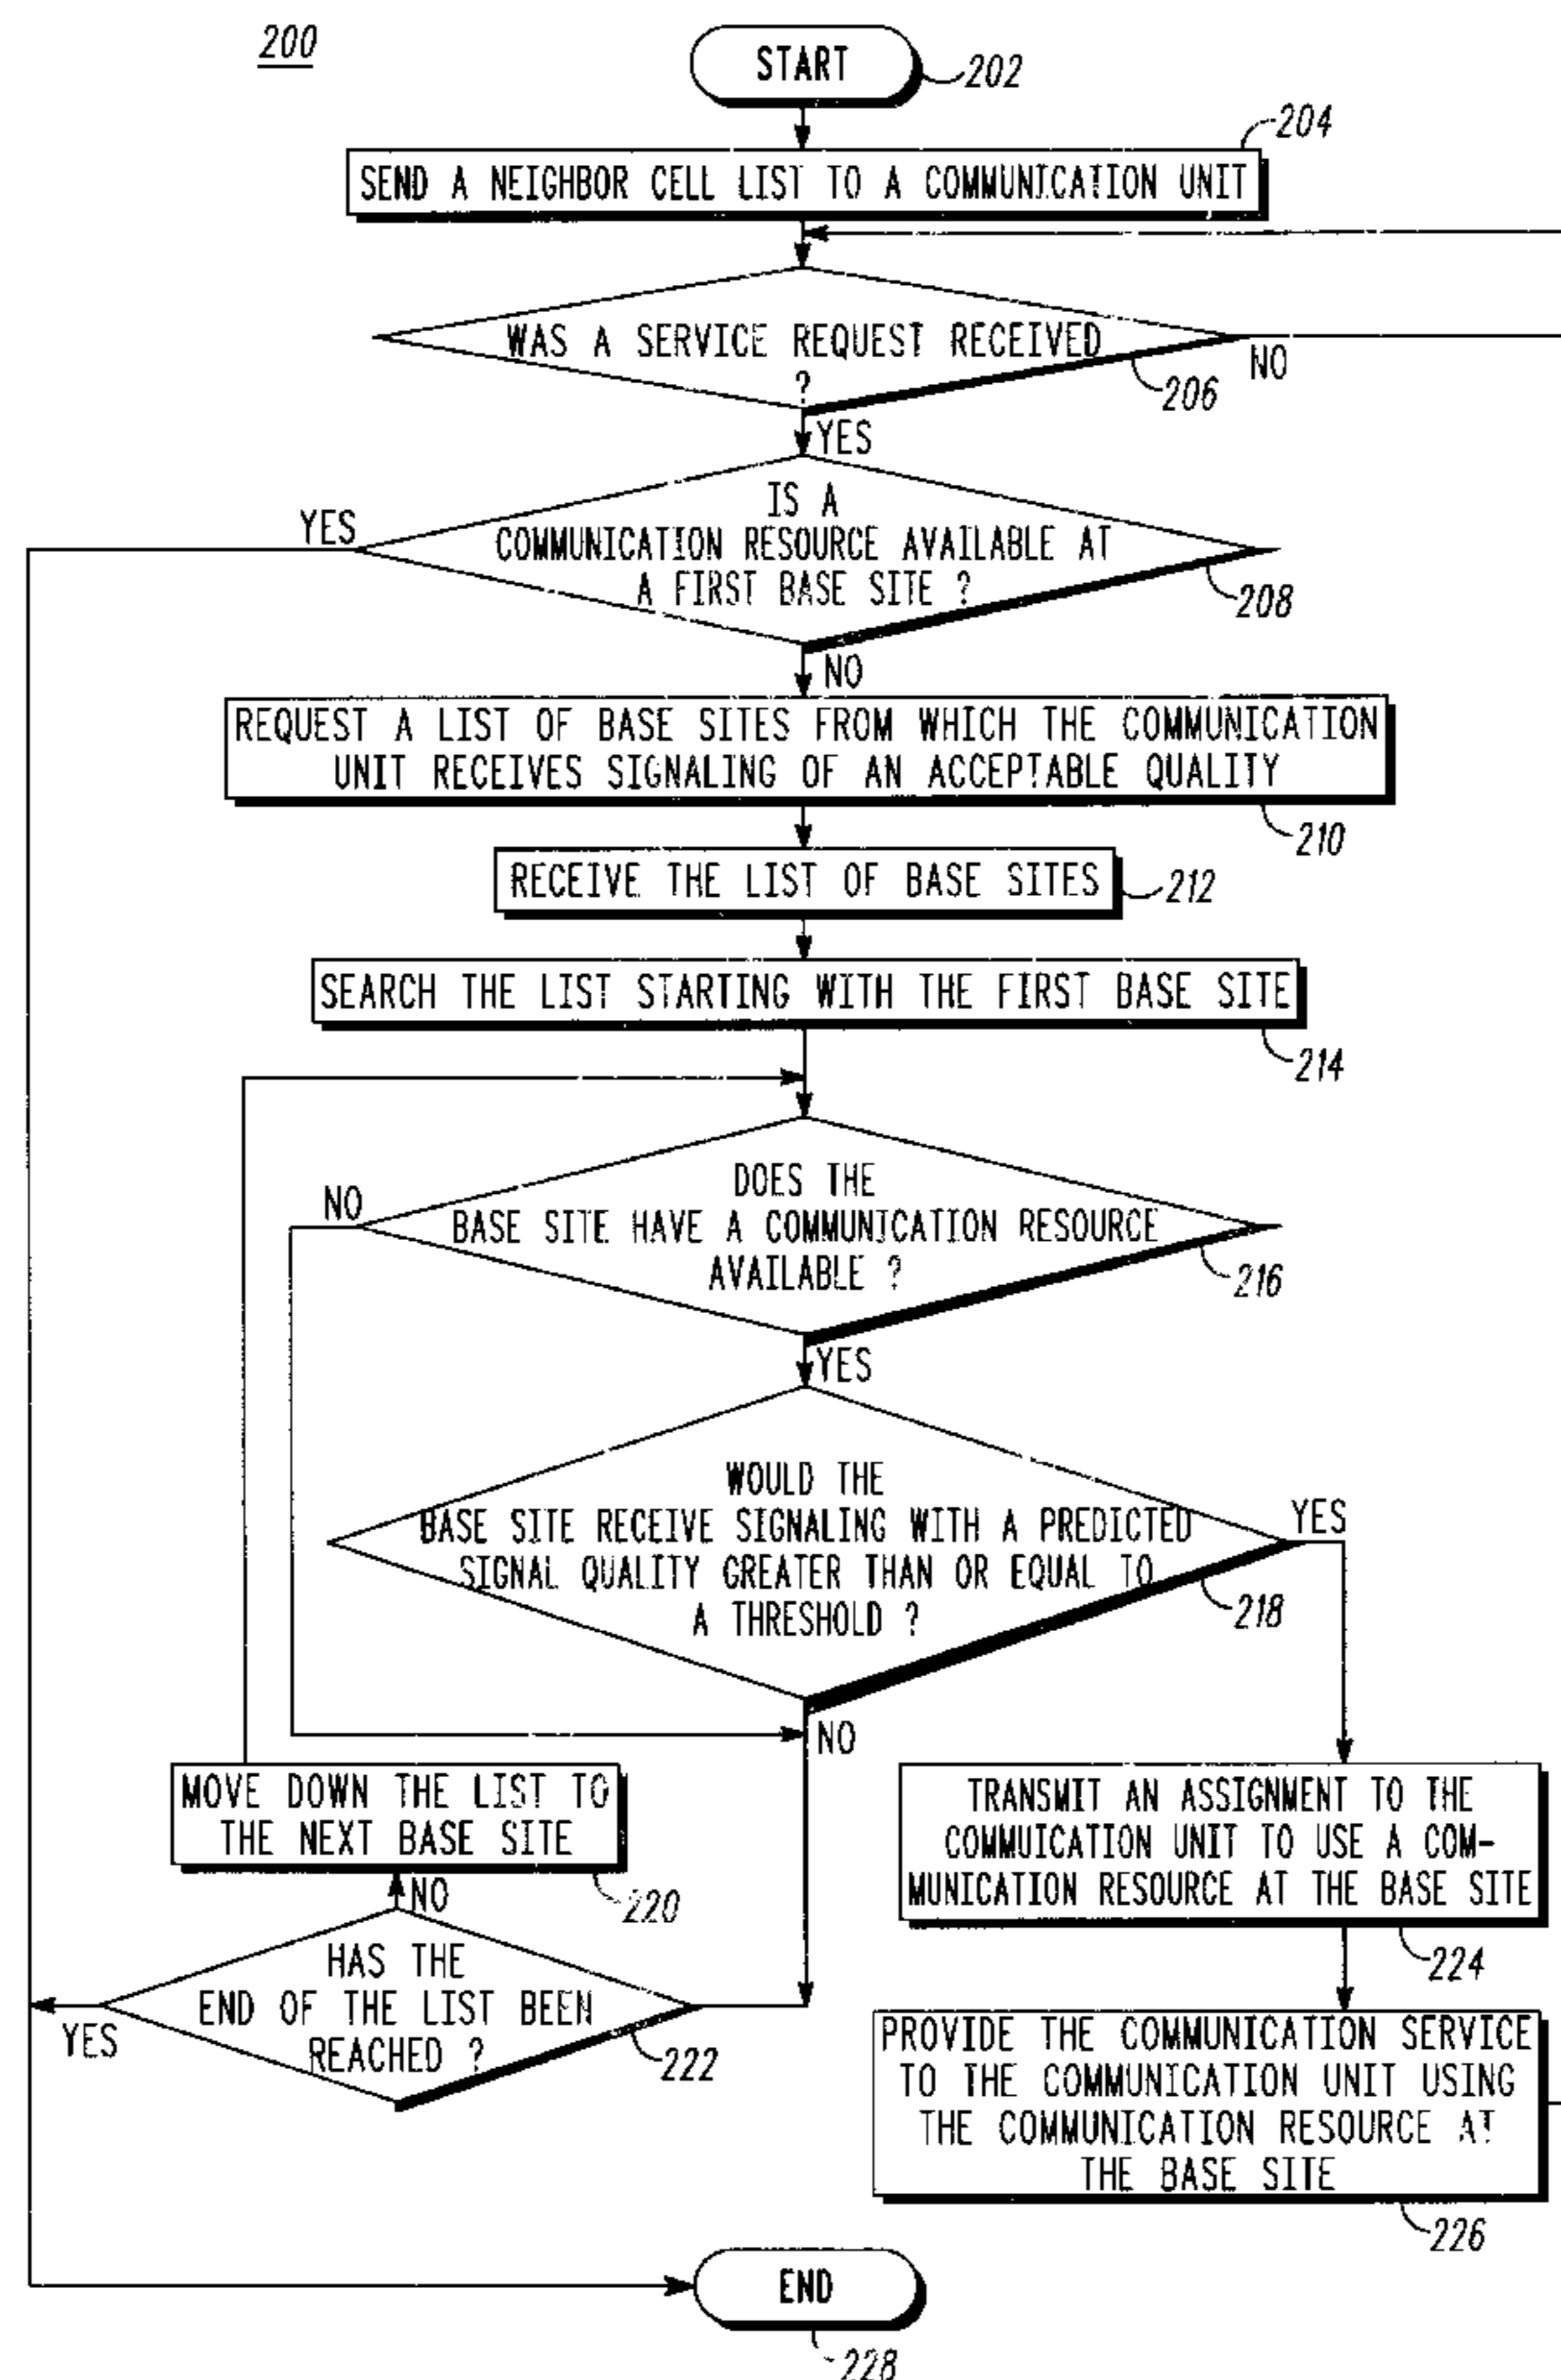 200
START
202
204
SEND A NEIGHBOR CELL LIST TO A COMMUNICATION UNIT
WAS A SERVICE REQUEST RECEIVED
?
NO
206
YES
IS A
COMMUNICATION RESOURCE AVAILABLE AT
A FIRST BASE SITE ?
YES
208
NO
REQUEST A LIST OF BASE SITES FROM WHICH THE COMMUNICATION
UNIT RECEIVES SIGNALING OF AN ACCEPTABLE QUALITY
210
RECEIVE THE LIST OF BASE SITES
212
SEARCH THE LIST STARTING WITH THE FIRST BASE SITE
214
DOES THE
BASE SITE HAVE A COMMUNICATION RESOURCE
AVAILABLE ?
NO
216
YES
WOULD THE
BASE SITE RECEIVE SIGNALING WITH A PREDICTED
SIGNAL QUALITY GREATER THAN OR EQUAL TO
A THRESHOLD ?
YES
218
NO
MOVE DOWN THE LIST TO
THE NEXT BASE SITE
220
NO
HAS THE
END OF THE LIST BEEN
REACHED ?
YES
222
TRANSMIT AN ASSIGNMENT TO THE
COMMUICATION UNIT TO USE A COM-
MUNICATION RESOURCE AT THE BASE SITE
224
PROVIDE THE COMMUNICATION SERVICE
TO THE COMMUNICATION UNIT USING
THE COMMUNICATION RESOURCE AT
THE BASE SITE
226
END
228